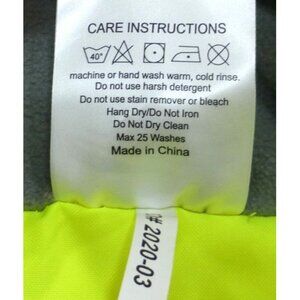 CARE INSTRUCTIONS
40°
machine or hand wash warm, cold rinse.
Do not use harsh detergent
Do not use stain remover or bleach
Hang Dry/Do Not Iron
Do Not Dry Clean
Max 25 Washes
Made in China
2020-03